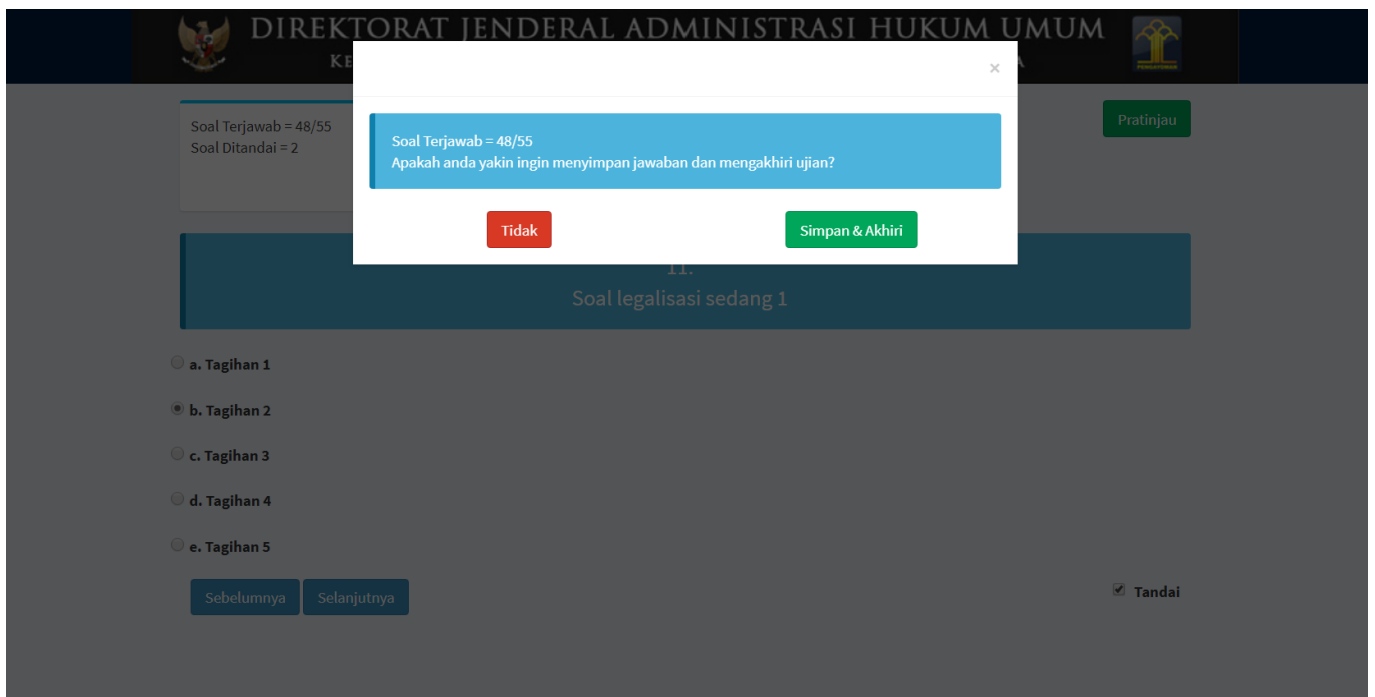 DIREKTORAT JENDERAL ADMINISTRASI HUKUM UMUM
×
Soal Terjawab = 48/55
Soal Ditandai = 2
Pratinjau
Soal Terjawab = 48/55
Apakah anda yakin ingin menyimpan jawaban dan mengakhiri ujian?
Tidak
Simpan & Akhiri
Soal legalisasi sedang 1
a. Tagihan 1
b. Tagihan 2
c. Tagihan 3
d. Tagihan 4
e. Tagihan 5
Sebelumnya
Selanjutnya
Tandai
PENGAYOMAN